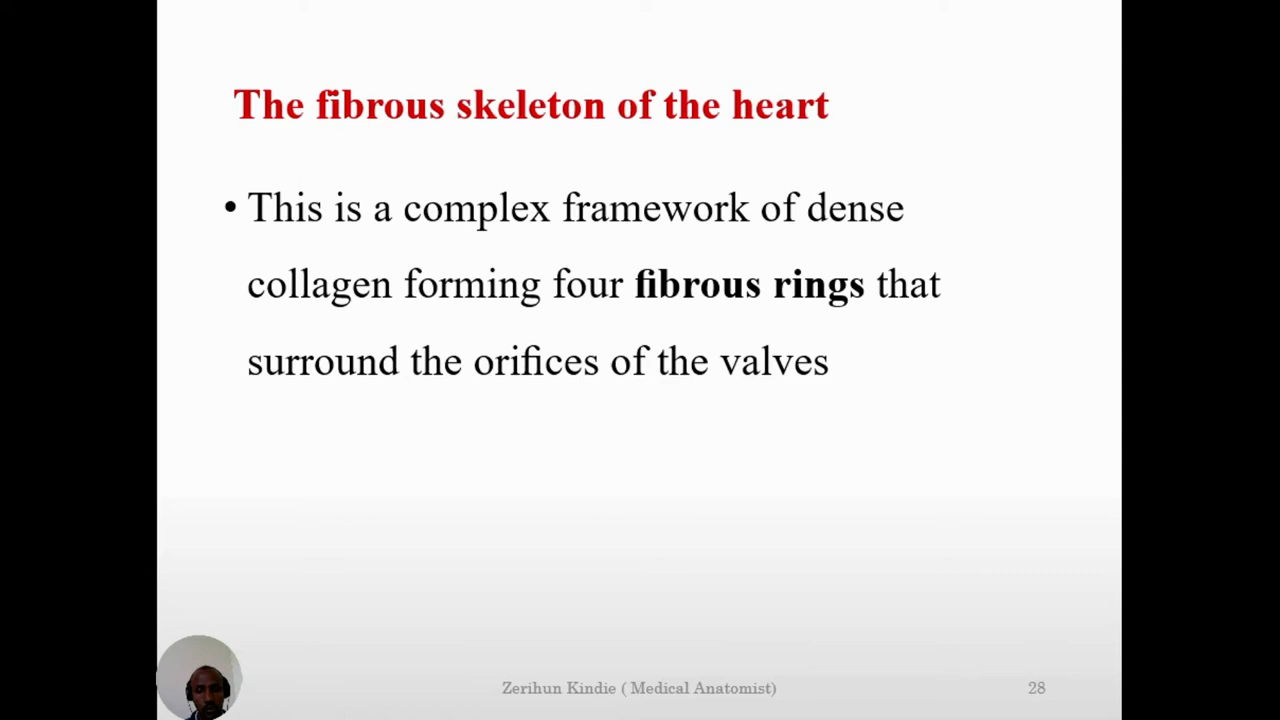 The fibrous skeleton of the heart
• This is a complex framework of dense
collagen forming four fibrous rings that
surround the orifices of the valves
Zerihun Kindie ( Medical Anatomist)
28